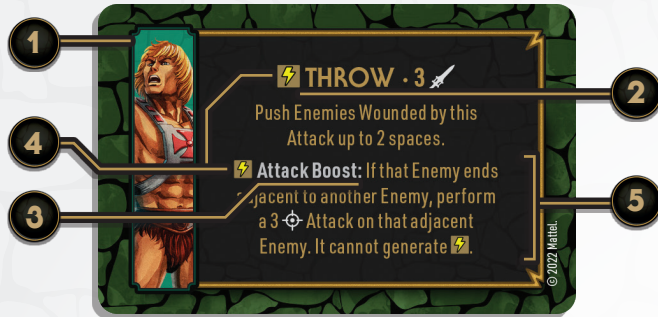 1
THROW · 3
2
Push Enemies Wounded by this
Attack up to 2 spaces.
4
Attack Boost: If that Enemy ends
jacent to another Enemy, perform
3
a 3 Attack on that adjacent
5
Enemy. It cannot generate .
© 2022 Mattel.